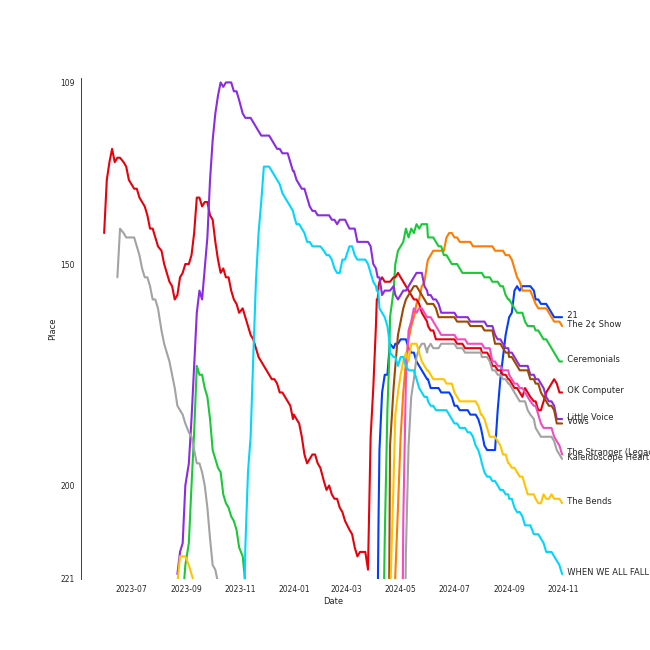 109
150
200
221
Place
2023-07
2023-09
2023-11
2024-01
2024-03
2024-05
2024-07
2024-09
2024-11
Date
21
The 2¢ Show
Ceremonials
OK Computer
Little Voice
Vows
The Stranger (Lega
Kaleidoscope Heart
The Bends
WHEN WE ALL FALL